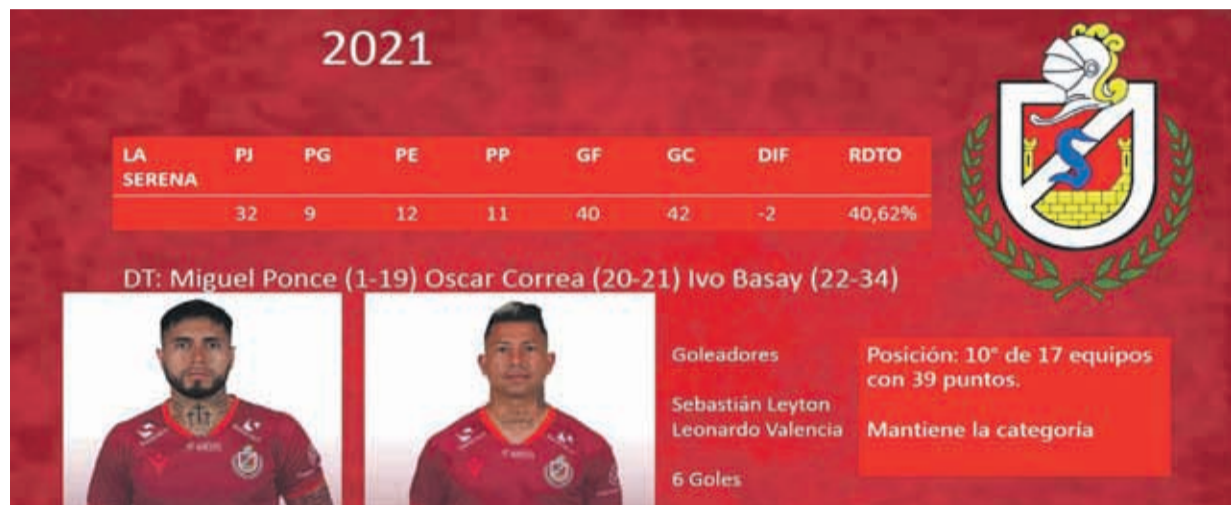 2021
LA SERENA PJ PG PE PP GF GC DIF RDTO
32 9 12 11 40 42 -2 40,62%
DT: Miguel Ponce (1-19) Oscar Correa (20-21) Ivo Basay (22-34)
Goleadores
Sebastián Leyton
Leonardo Valencia
6 Goles
Posición: 10° de 17 equipos
con 39 puntos.
Mantiene la categoría